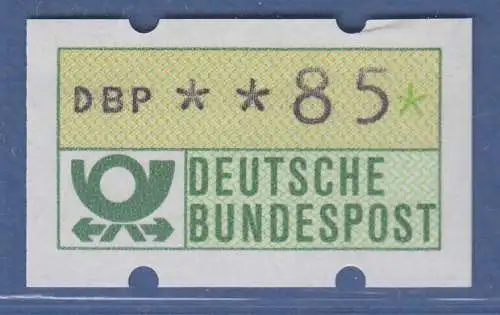 DBP * * 85*
DEUTSCHE
BUNDESPOST